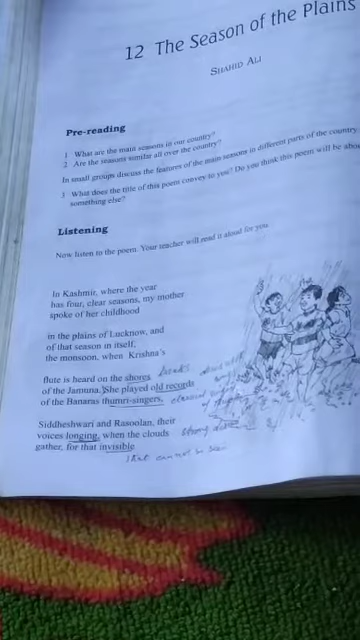 12 The Season of the Plains
SHAHID ALI
Pre-reading
1 What are the main seasons in our country?
2 Are the seasons similar all over the country?
In small groups discuss the features of the main seasons in different parts of the country.
3 What does the title of this poem convey to you? Do you think this poem will be about
something else?
Listening
Now listen to the poem. Your teacher will read it aloud for you
In Kashmir, where the year
has four, clear seasons, my mother
spoke of her childhood
in the plains of Lucknow, and
of that season in itself,
the monsoon, when Krishna's
flute is heard on the shores
of the Jamuna. She played old records
of the Banaras thumri-singers,
Siddheshwari and Rasoolan, their
voices longing, when the clouds
gather, for that invisible
that cannot be seen